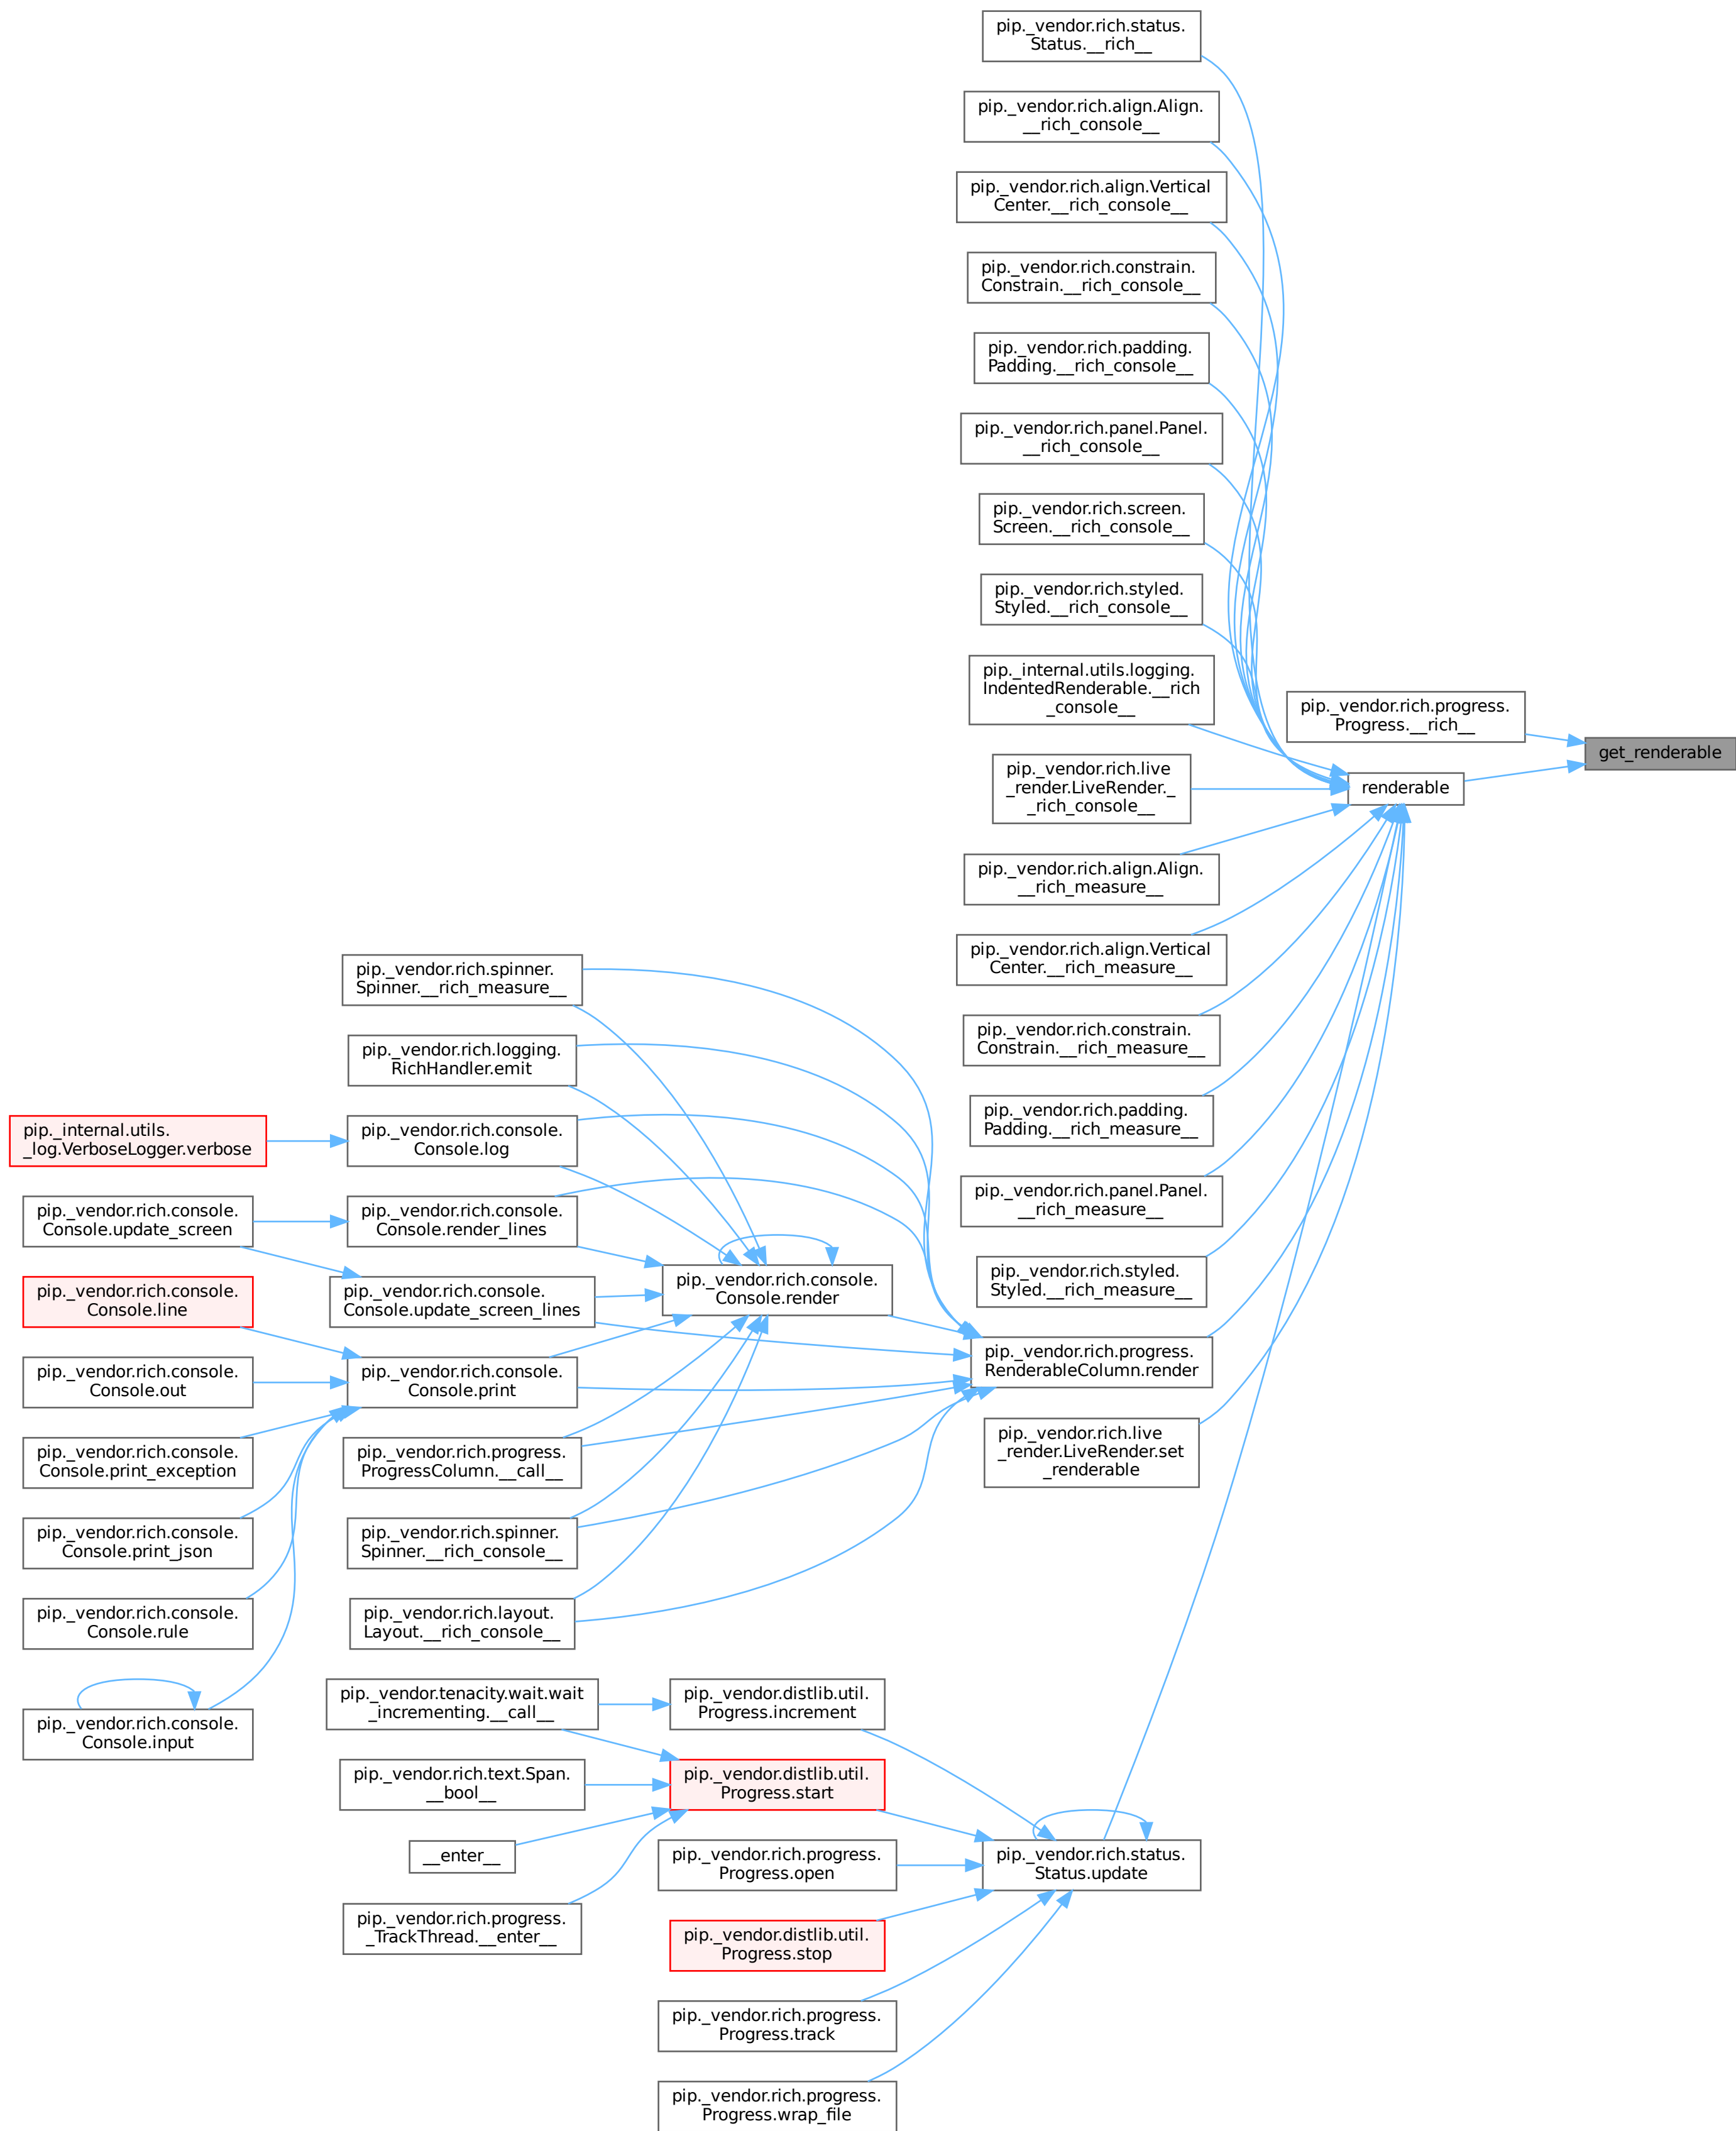 pip._vendor.rich.status.
Status.__rich__
pip._vendor.rich.align.Align.
__rich_console__
pip._vendor.rich.align.Vertical
Center.__rich_console__
pip._vendor.rich.constrain.
Constrain.__rich_console__
pip._vendor.rich.padding.
Padding.__rich_console__
pip._vendor.rich.panel.Panel.
__rich_console__
pip._vendor.rich.screen.
Screen.__rich_console__
pip._vendor.rich.styled.
Styled.__rich_console__
pip._internal.utils.logging.
IndentedRenderable.__rich
_console__
pip._vendor.rich.progress.
Progress.__rich__
get_renderable
renderable
pip._vendor.rich.live
_render.LiveRender._
_rich_console__
pip._vendor.rich.align.Align.
__rich_measure__
pip._vendor.rich.align.Vertical
Center.__rich_measure__
pip._vendor.rich.constrain.
Constrain.__rich_measure__
pip._vendor.rich.padding.
Padding.__rich_measure__
pip._vendor.rich.panel.Panel.
__rich_measure__
pip._vendor.rich.styled.
Styled.__rich_measure__
pip._vendor.rich.progress.
RenderableColumn.render
pip._vendor.rich.live
_render.LiveRender.set
_renderable
pip._vendor.rich.spinner.
Spinner.__rich_measure__
pip._vendor.rich.logging.
RichHandler.emit
pip._vendor.rich.console.
Console.log
pip._internal.utils.
_log.VerboseLogger.verbose
pip._vendor.rich.console.
Console.render_lines
pip._vendor.rich.console.
Console.update_screen
pip._vendor.rich.console.
Console.render
pip._vendor.rich.console.
Console.update_screen_lines
pip._vendor.rich.console.
Console.line
pip._vendor.rich.console.
Console.print
pip._vendor.rich.console.
Console.out
pip._vendor.rich.console.
Console.print_exception
pip._vendor.rich.progress.
ProgressColumn.__call__
pip._vendor.rich.console.
Console.print_json
pip._vendor.rich.spinner.
Spinner.__rich_console__
pip._vendor.rich.console.
Console.rule
pip._vendor.rich.layout.
Layout.__rich_console__
pip._vendor.rich.console.
Console.input
pip._vendor.tenacity.wait.wait
_incrementing.__call__
pip._vendor.distlib.util.
Progress.increment
pip._vendor.rich.text.Span.
__bool__
pip._vendor.distlib.util.
Progress.start
__enter__
pip._vendor.rich.progress.
Progress.open
pip._vendor.rich.status.
Status.update
pip._vendor.rich.progress.
_TrackThread.__enter__
pip._vendor.distlib.util.
Progress.stop
pip._vendor.rich.progress.
Progress.track
pip._vendor.rich.progress.
Progress.wrap_file